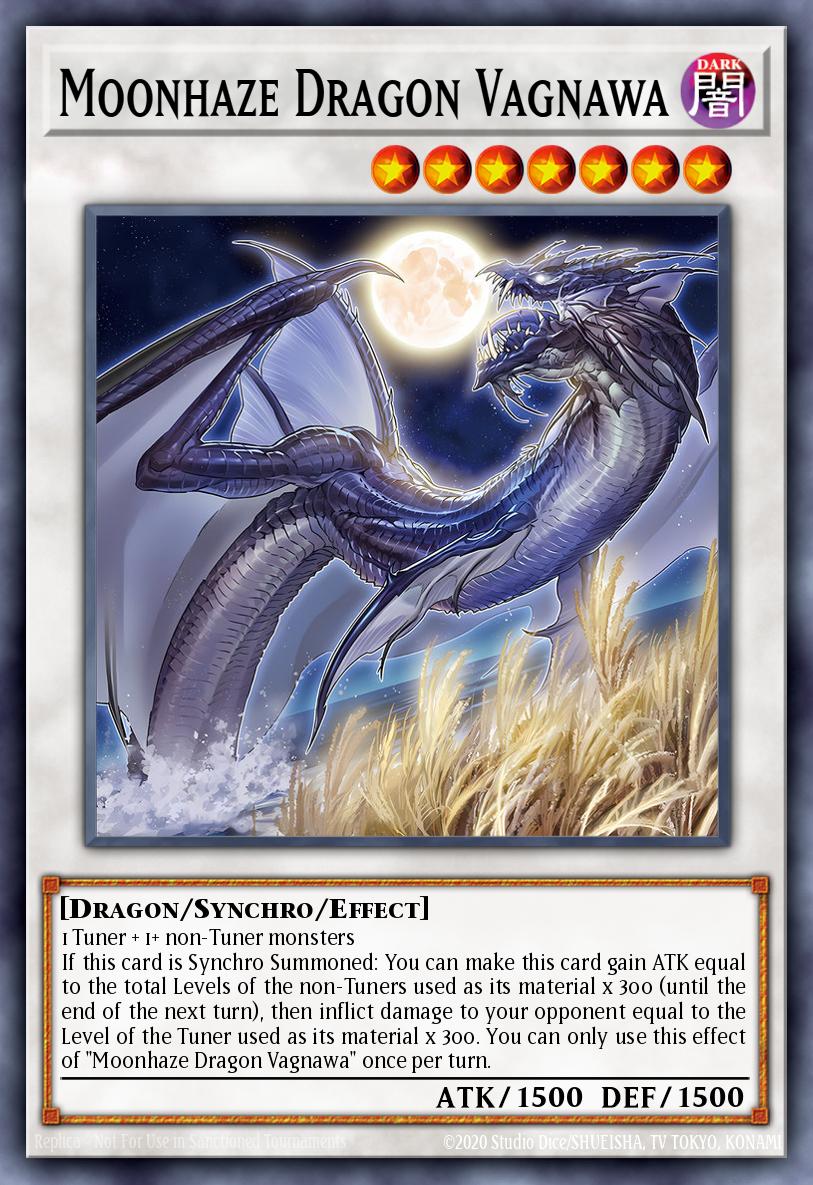 Moonhaze Dragon Vagnawa
DARK
闇
[Dragon/Synchro/Effect]
1 Tuner + 1+ non-Tuner monsters
If this card is Synchro Summoned: You can make this card gain ATK equal
to the total Levels of the non-Tuners used as its material x 300 (until the
end of the next turn), then inflict damage to your opponent equal to the
Level of the Tuner used as its material x 300. You can only use this effect
of "Moonhaze Dragon Vagnawa" once per turn.
ATK/1500 DEF/1500
Replica - Not For Use in Sanctioned Tournaments
©2020 Studio Dice/SHUEISHA, TV TOKYO, KONAMI